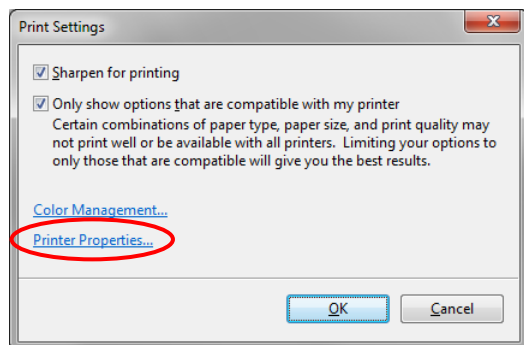 Print Settings
Sharpen for printing
Only show options that are compatible with my printer
Certain combinations of paper type, paper size, and print quality may
not print well or be available with all printers. Limiting your options to
only those that are compatible will give you the best results.
Color Management...
Printer Properties...
OK
Cancel